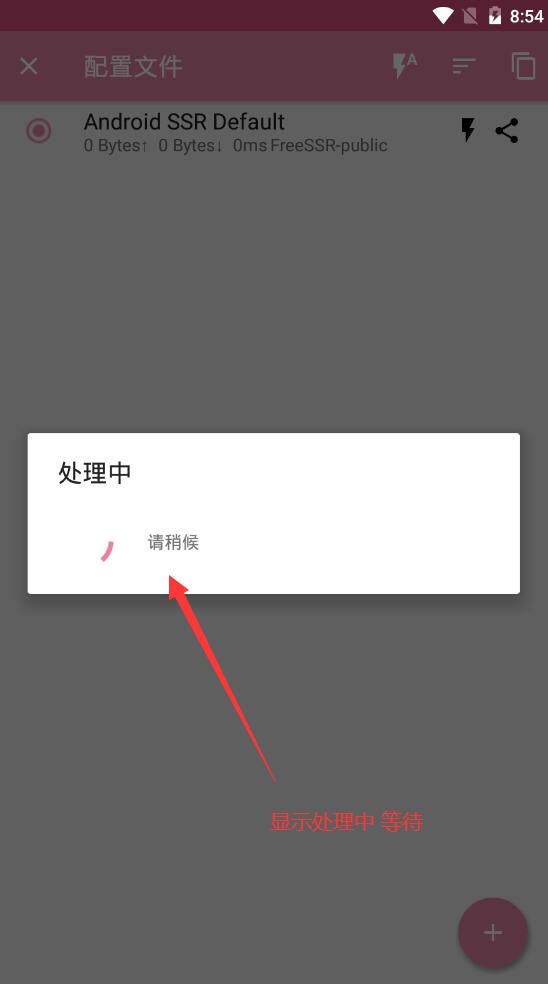 8:54
配置文件
A
Android SSR Default
0 Bytes↑ 0 Bytes↓ 0ms FreeSSR-public
处理中
请稍候
显示处理中 等待